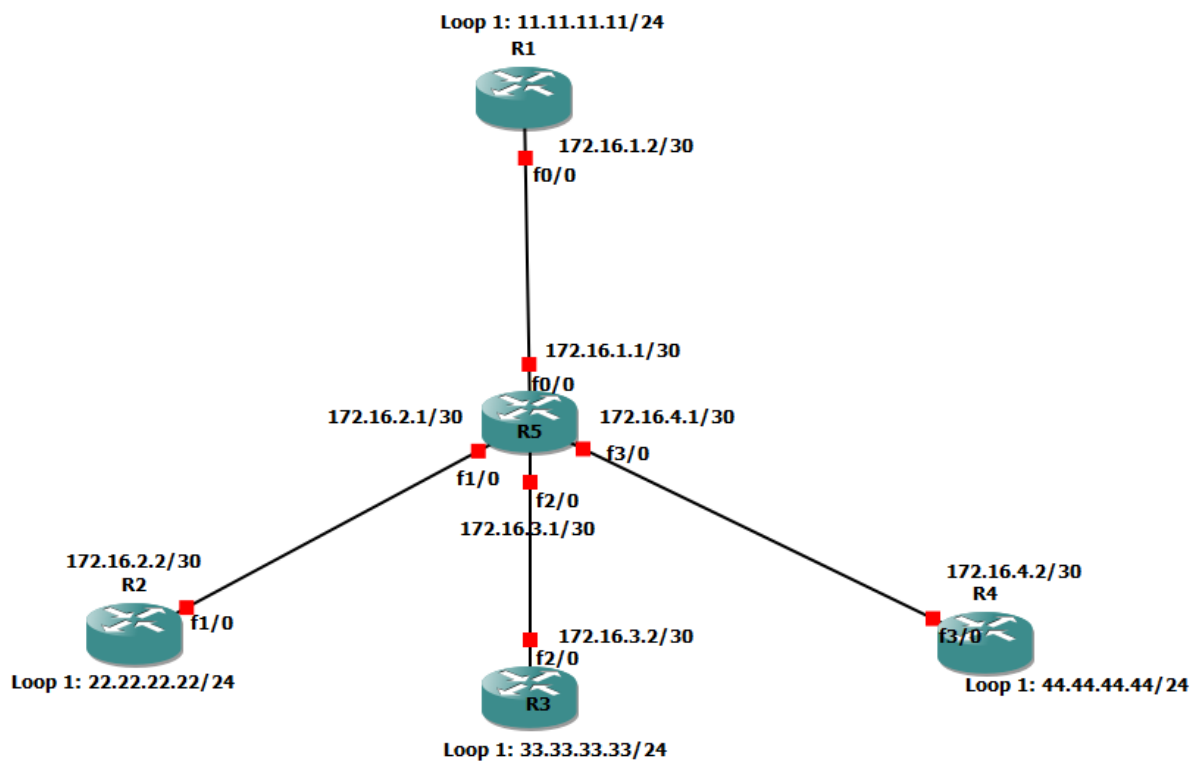 Loop 1: 11.11.11.11/24
R1
172.16.1.2/30
f0/0
172.16.1.1/30
f0/0
172.16.2.1/30
172.16.4.1/30
R5
f3/0
f1/0
f2/0
172.16.3.1/30
172.16.2.2/30
R2
f1/0
172.16.4.2/30
R4
f3/0
172.16.3.2/30
f2/0
Loop 1: 22.22.22.22/24
Loop 1: 44.44.44.44/24
R3
Loop 1: 33.33.33.33/24